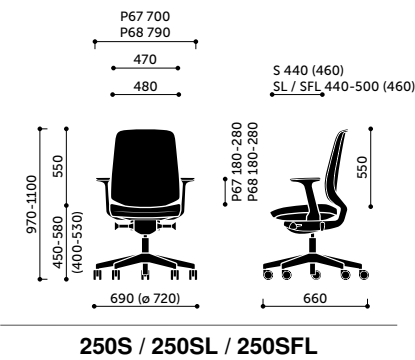 P67 700
P68 790
470
480
S 440 (460)
SL / SFL 440-500 (460)
970-1100
550
450-580
(400-530)
P67 180-280
P68 180-280
550
690 (ø 720)
660
250S / 250SL / 250SFL